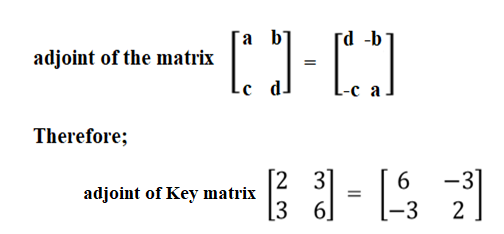 adjoint of the matrix [a b; c d] = [d -b; -c a]
Therefore;
adjoint of Key matrix [2 3; 3 6] = [6 −3; −3 2]